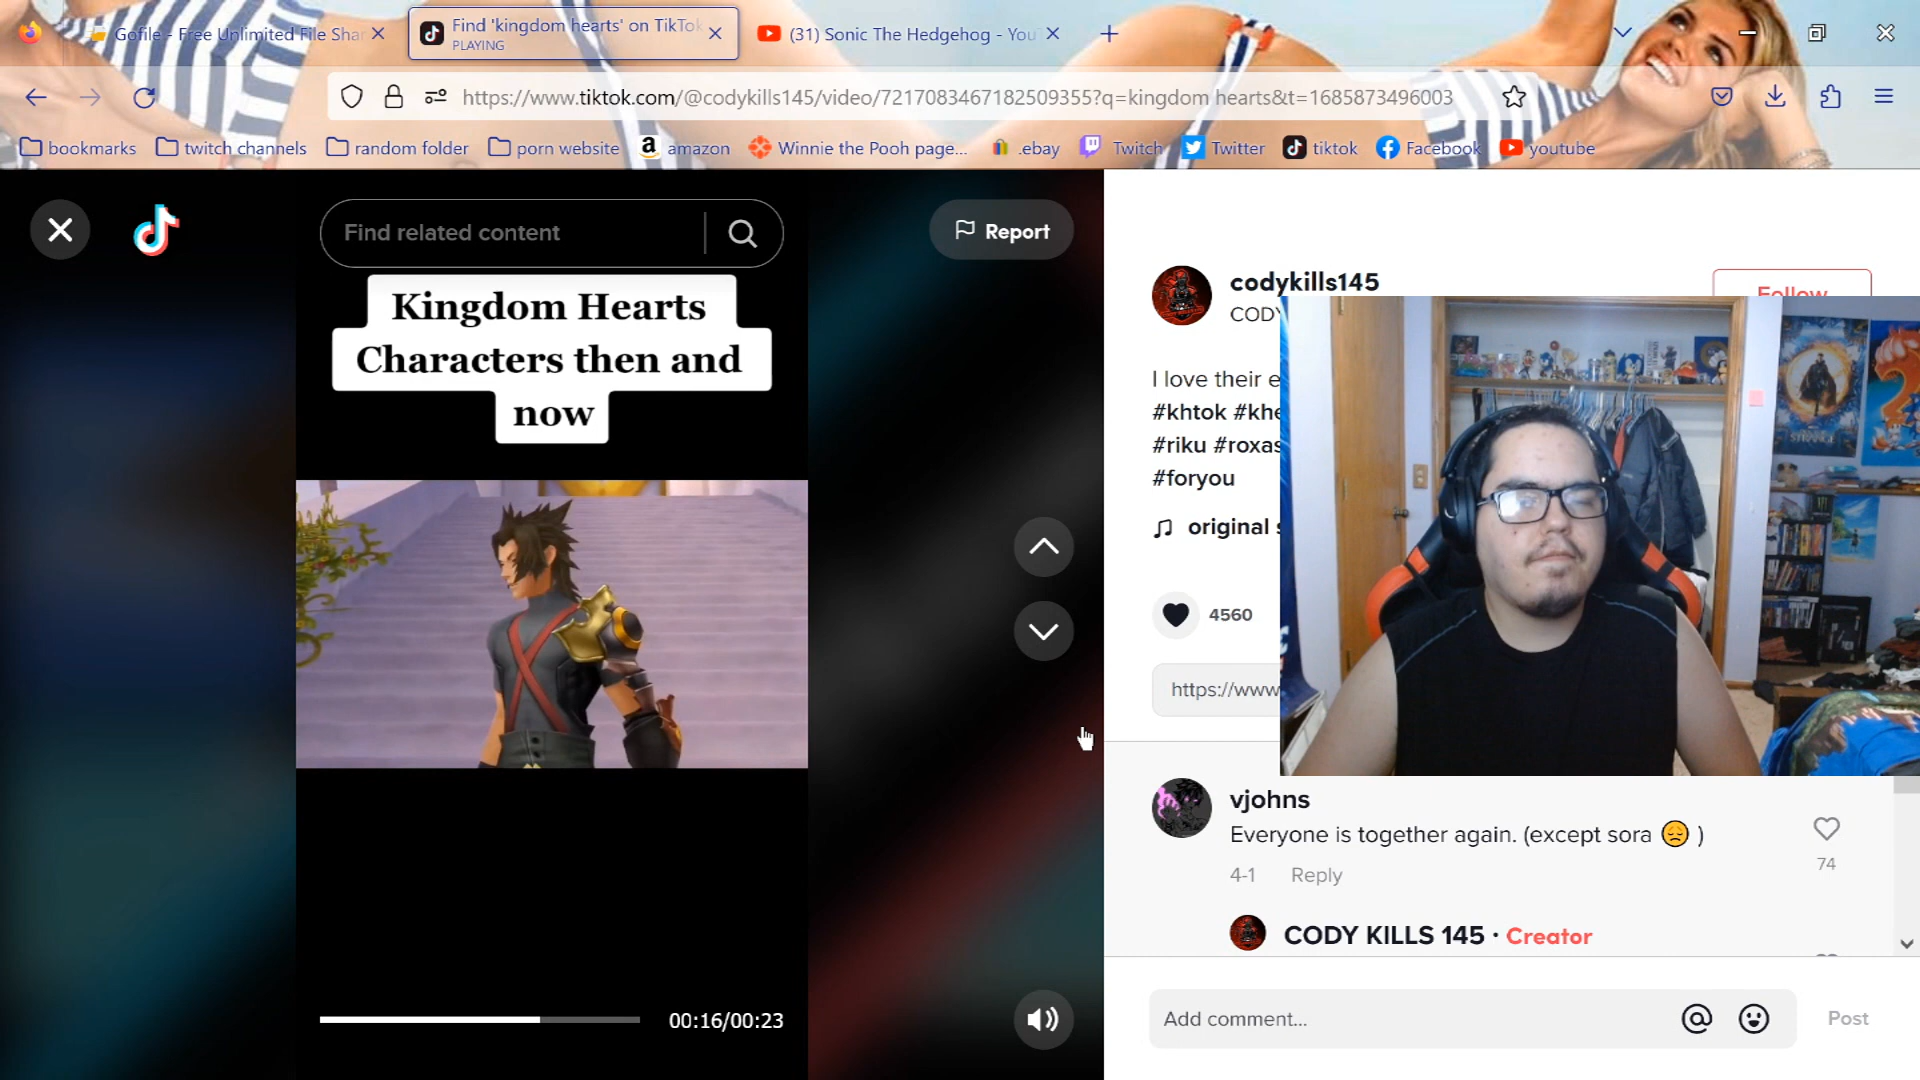 Gofile - Free Unlimited File Sha
Find 'kingdom hearts' on TikTok
PLAYING
(31) Sonic The Hedgehog - You
https://www.tiktok.com/@codykills145/video/7217083467182509355?q=kingdom hearts&t=1685873496003
bookmarks
twitch channels
random folder
porn website
amazon
Winnie the Pooh page...
.ebay
Twitch
Twitter
tiktok
Facebook
youtube
Find related content
Report
Kingdom Hearts
Characters then and
now
00:16/00:23
codykills145
CODY
Follow
I love their e
#khtok #khe
#riku #roxas
#foryou
original s
4560
https://www
STRANGE
vjohns
Everyone is together again. (except sora 😞 )
74
4-1 Reply
CODY KILLS 145 · Creator
Add comment...
Post